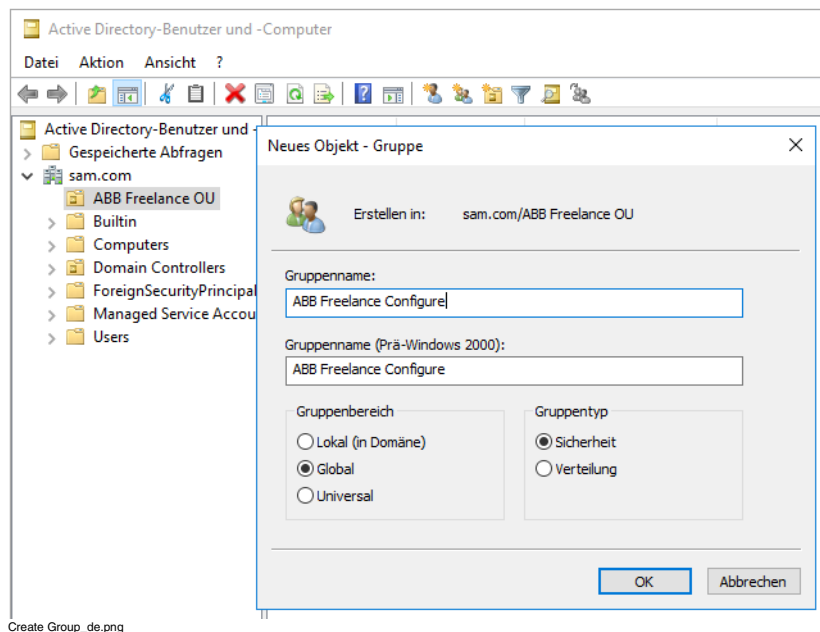 Active Directory-Benutzer und -Computer
Datei Aktion Ansicht ?
Active Directory-Benutzer und -
Gespeicherte Abfragen
sam.com
ABB Freelance OU
Builtin
Computers
Domain Controllers
ForeignSecurityPrincipal
Managed Service Accou
Users
Neues Objekt - Gruppe
Erstellen in: sam.com/ABB Freelance OU
Gruppenname:
ABB Freelance Configure
Gruppenname (Prä-Windows 2000):
ABB Freelance Configure
Gruppenbereich
Lokal (in Domäne)
Global
Universal
Gruppentyp
Sicherheit
Verteilung
OK Abbrechen
Create Group_de.png